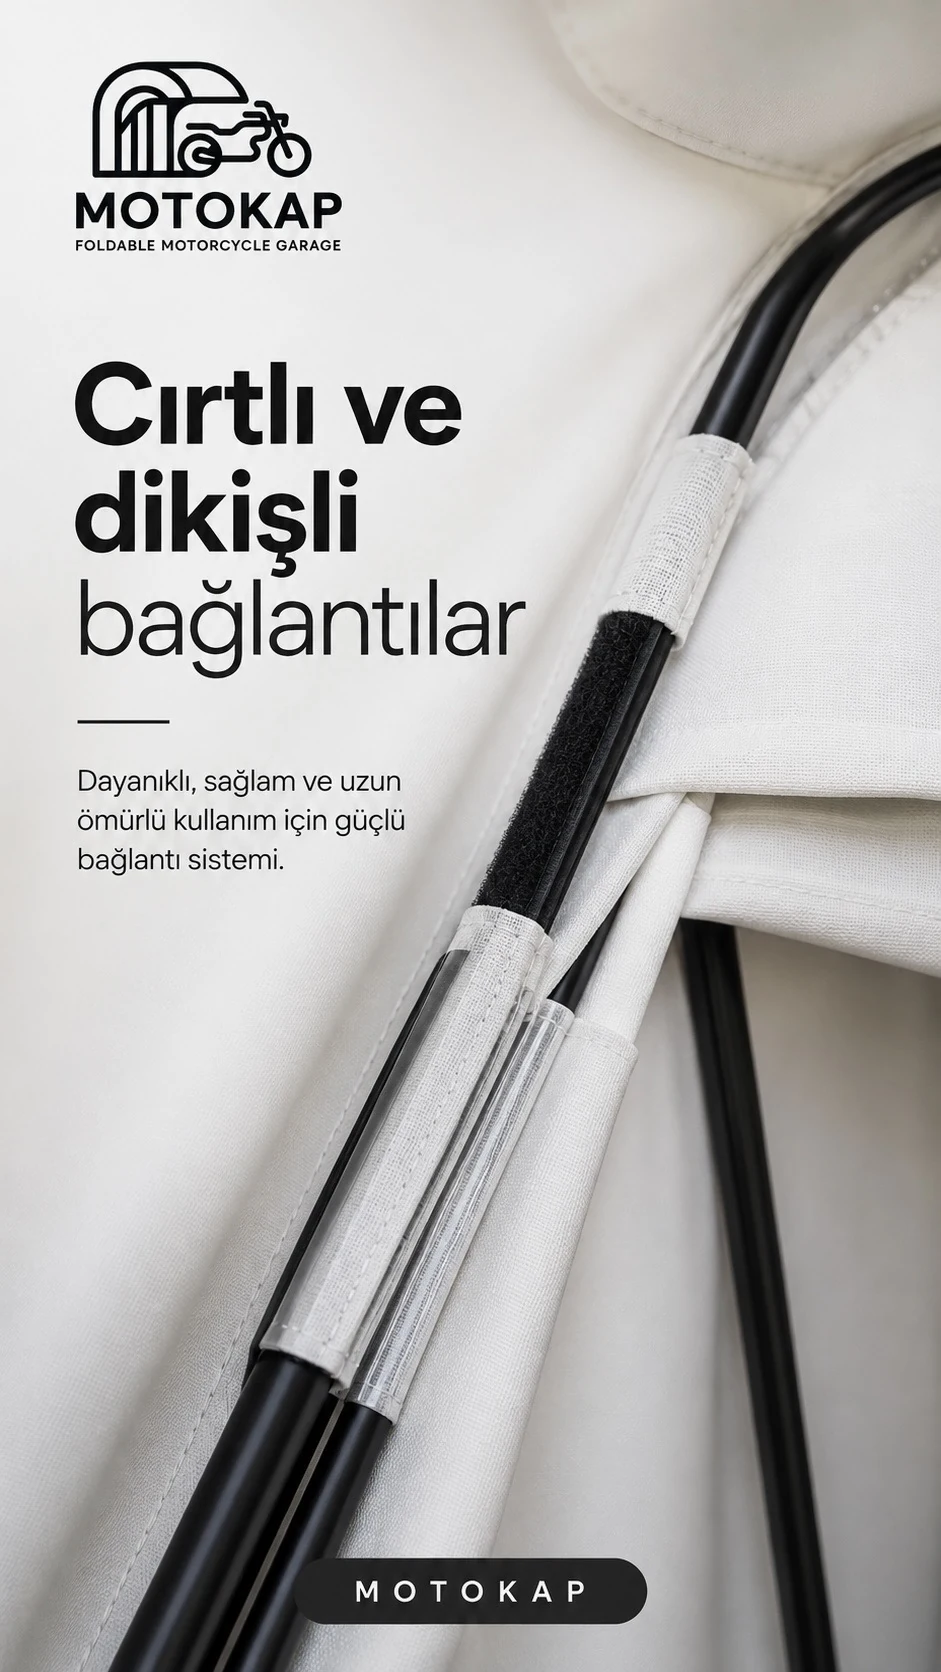 MOTOKAP
FOLDABLE MOTORCYCLE GARAGE
Cırtlı ve
dikişli
bağlantılar
Dayanıklı, sağlam ve uzun
ömürlü kullanım için güçlü
bağlantı sistemi.
MOTOKAP